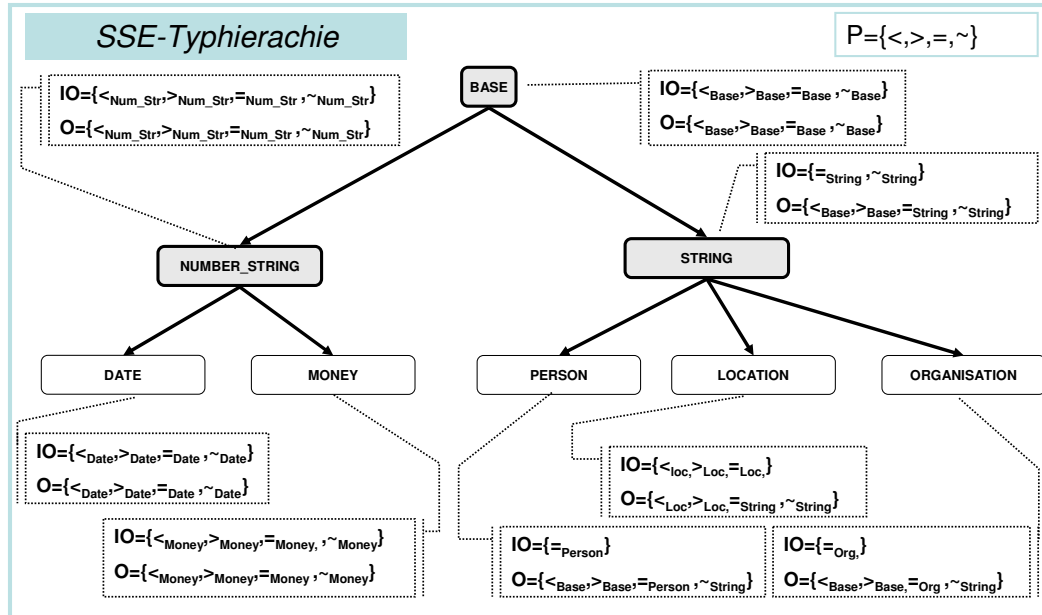 SSE-Typhierachie
P={<,>,=,~}
BASE
IO={<Num_Str,>Num_Str,=Num_Str ,~Num_Str}
O={<Num_Str,>Num_Str,=Num_Str ,~Num_Str}
IO={<Base,>Base,=Base ,~Base}
O={<Base,>Base,=Base ,~Base}
IO={=String ,~String}
O={<Base,>Base,=String ,~String}
NUMBER_STRING
STRING
DATE
MONEY
PERSON
LOCATION
ORGANISATION
IO={<Date,>Date,=Date ,~Date}
O={<Date,>Date,=Date ,~Date}
IO={<loc,>Loc,=Loc,}
O={<Loc,>Loc,=String ,~String}
IO={<Money,>Money,=Money, ,~Money}
O={<Money,>Money,=Money ,~Money}
IO={=Person}
O={<Base,>Base,=Person ,~String}
IO={=Org,}
O={<Base,>Base,=Org ,~String}